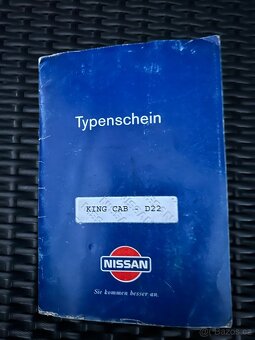 Typenschein
KING CAB - D22
NISSAN
Sie kommen besser an.